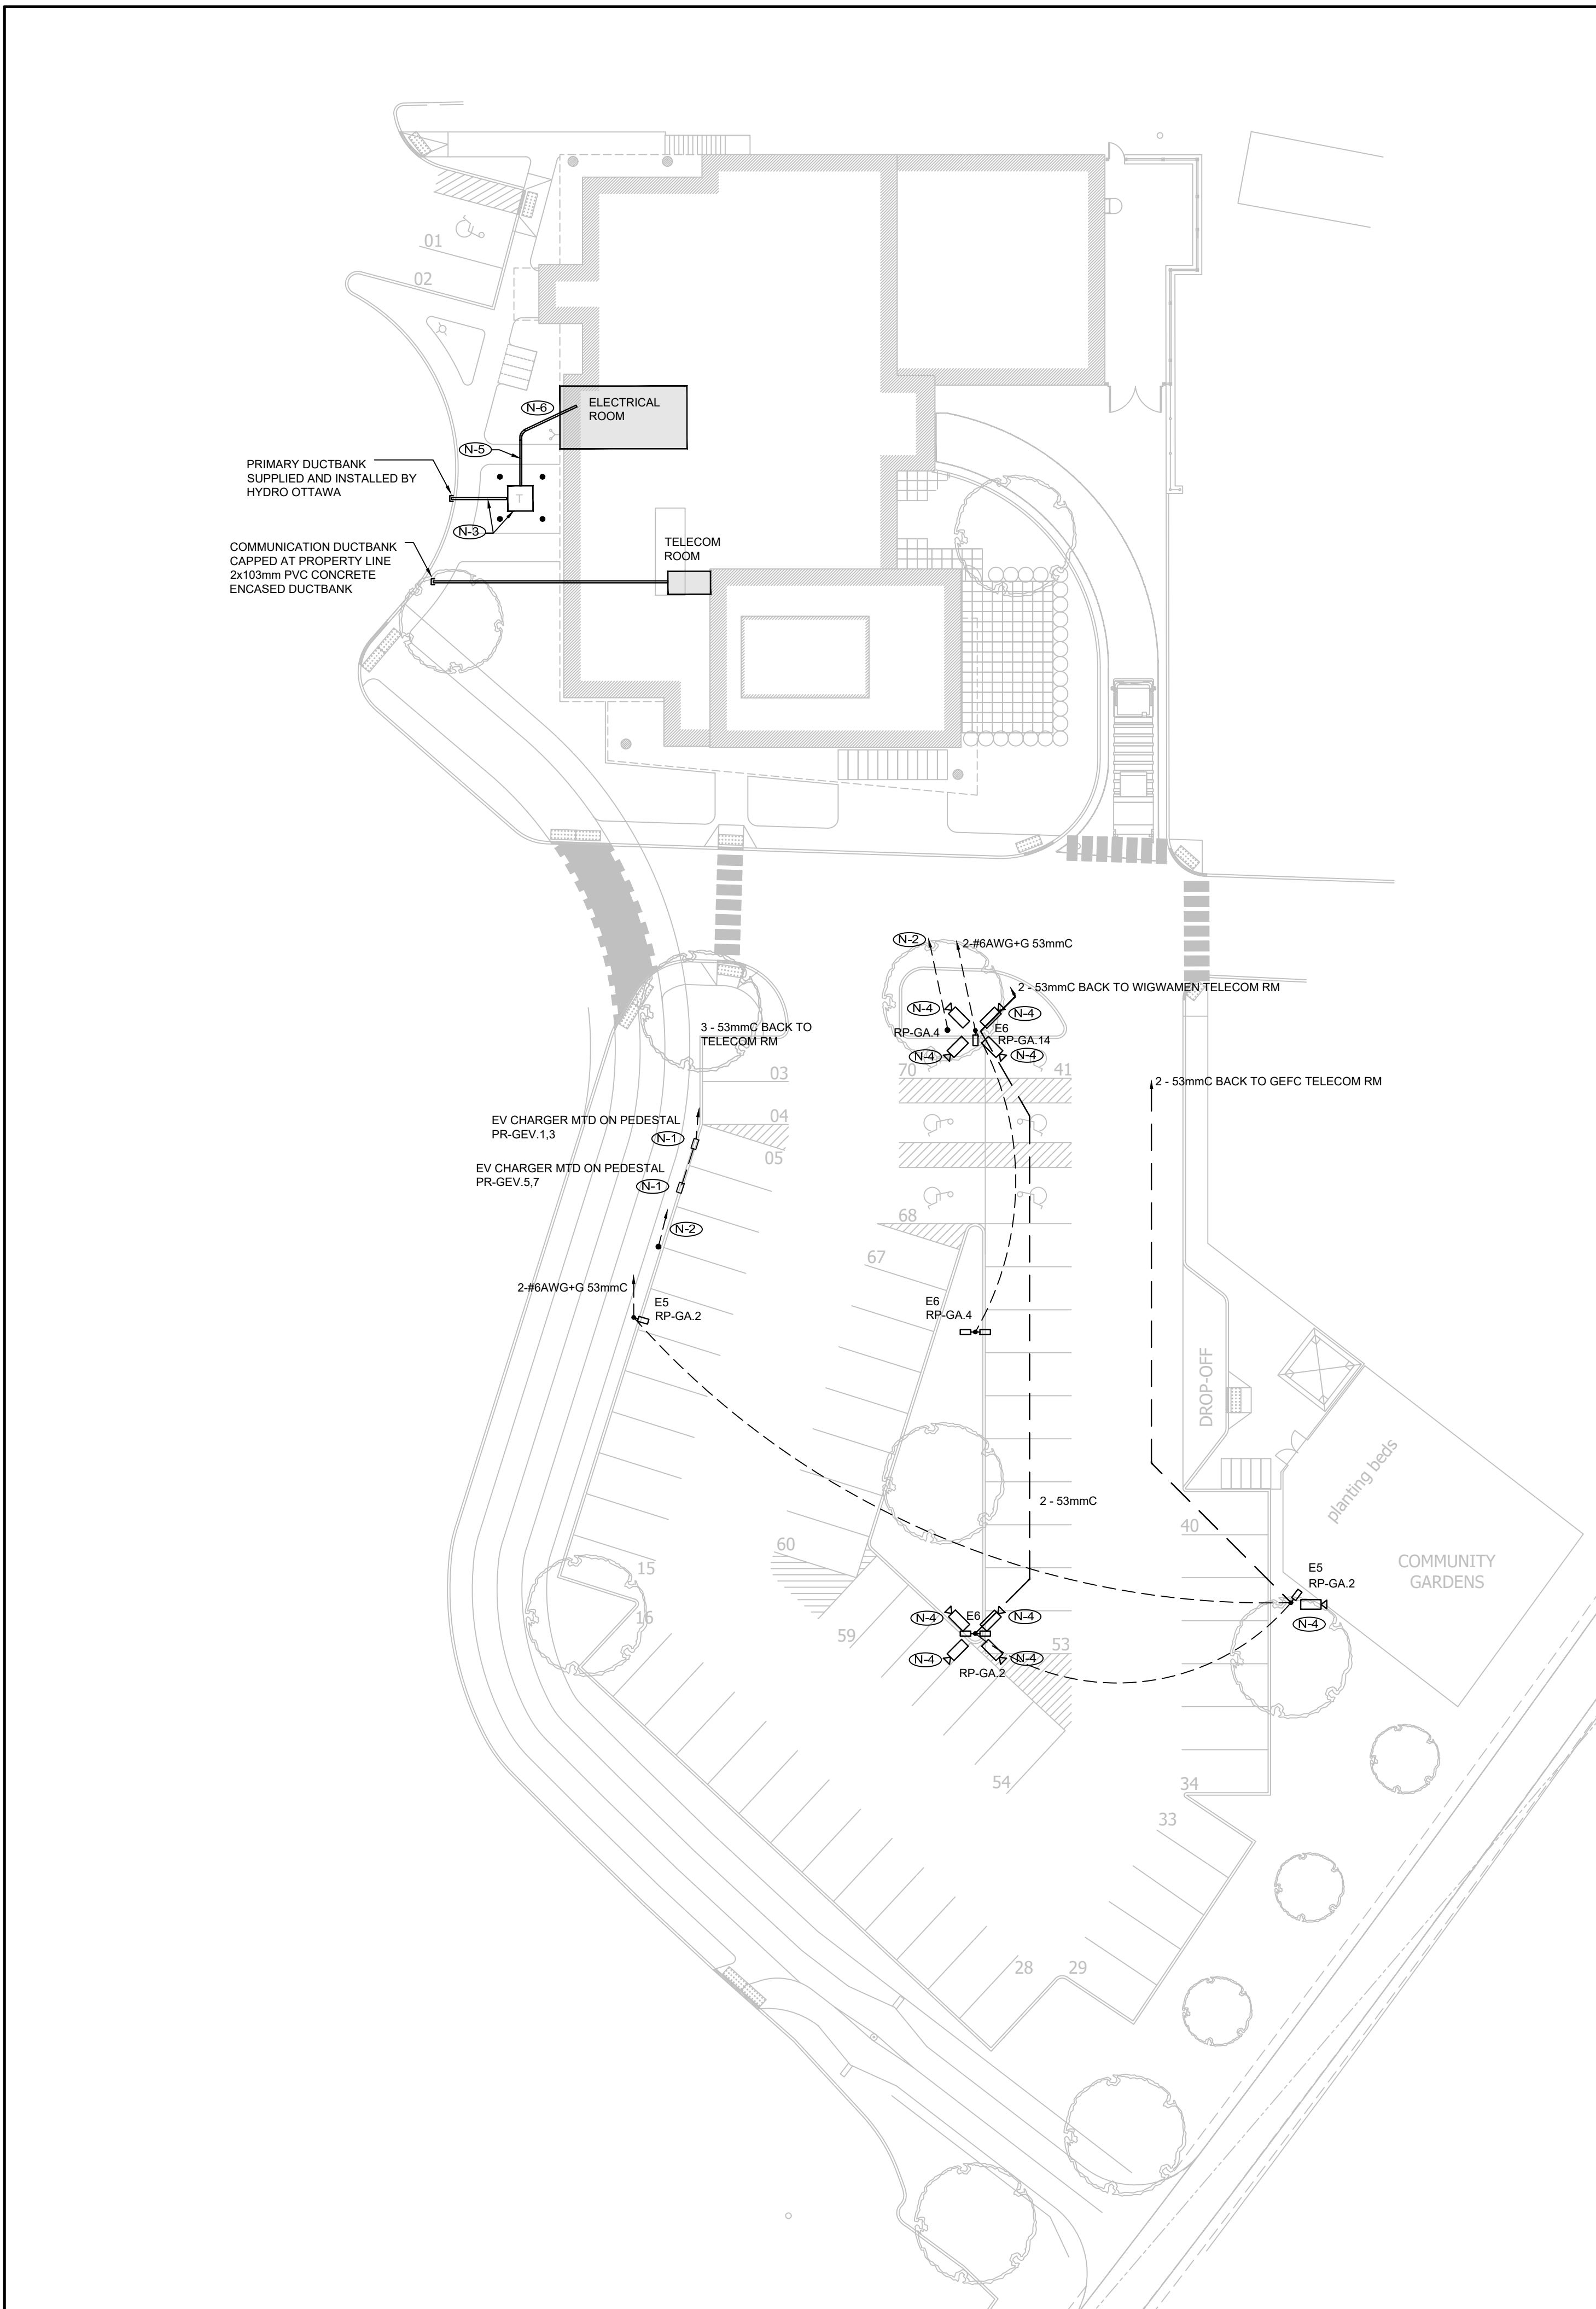 01
02
N-6
ELECTRICAL
ROOM
N-5
PRIMARY DUCTBANK
SUPPLIED AND INSTALLED BY
HYDRO OTTAWA
T
N-3
COMMUNICATION DUCTBANK
CAPPED AT PROPERTY LINE
2x103mm PVC CONCRETE
ENCASED DUCTBANK
TELECOM
ROOM
N-2
2-#6AWG+G 53mmC
2 - 53mmC BACK TO WIGWAMEN TELECOM RM
N-4
N-4
3 - 53mmC BACK TO
TELECOM RM
RP-GA.4
E6
RP-GA.14
N-4
N-4
03
70
41
2 - 53mmC BACK TO GEFC TELECOM RM
04
EV CHARGER MTD ON PEDESTAL
PR-GEV.1,3
N-1
05
EV CHARGER MTD ON PEDESTAL
PR-GEV.5,7
N-1
68
N-2
67
2-#6AWG+G 53mmC
E5
RP-GA.2
E6
RP-GA.4
DROP-OFF
planting beds
2 - 53mmC
40
60
COMMUNITY
GARDENS
15
E5
RP-GA.2
16
N-4
E6
N-4
N-4
59
53
N-4
N-4
RP-GA.2
54
34
33
28
29